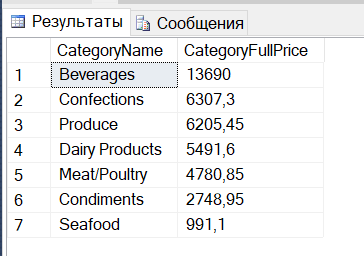 Результаты Сообщения
CategoryName CategoryFullPrice
1 Beverages 13690
2 Confections 6307,3
3 Produce 6205,45
4 Dairy Products 5491,6
5 Meat/Poultry 4780,85
6 Condiments 2748,95
7 Seafood 991,1